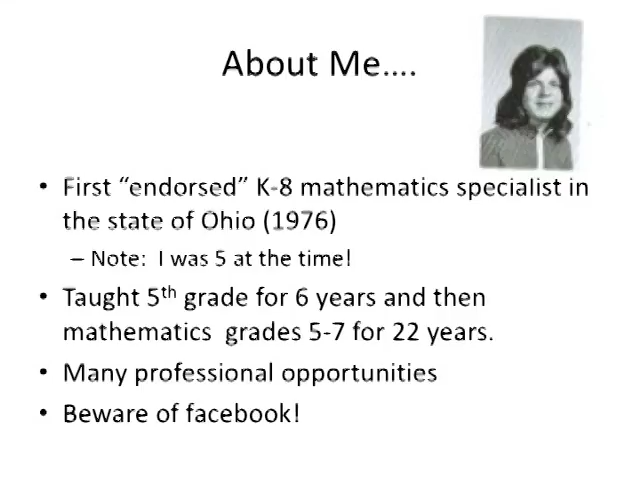 About Me….
• First “endorsed” K-8 mathematics specialist in
the state of Ohio (1976)
– Note:  I was 5 at the time!
• Taught 5th grade for 6 years and then
mathematics  grades 5-7 for 22 years.
• Many professional opportunities
• Beware of facebook!